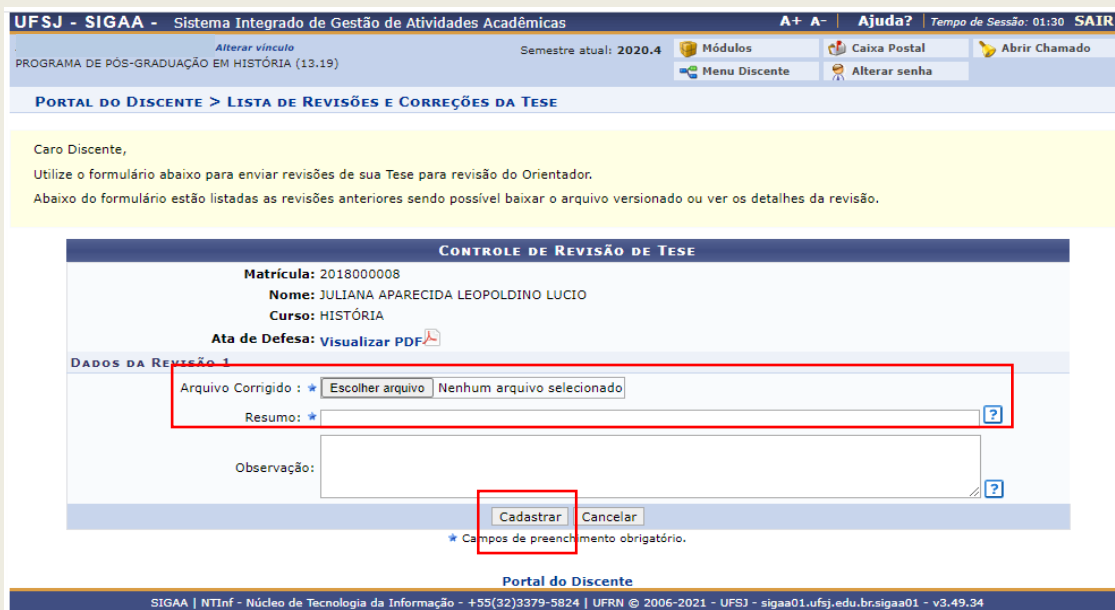 UFSJ - SIGAA - Sistema Integrado de Gestão de Atividades Acadêmicas A+ A- Ajuda? Tempo de Sessão: 01:30 SAIR
Alterar vínculo
PROGRAMA DE PÓS-GRADUAÇÃO EM HISTÓRIA (13.19)
Semestre atual: 2020.4
Módulos Caixa Postal Abrir Chamado
Menu Discente Alterar senha
PORTAL DO DISCENTE > LISTA DE REVISÕES E CORREÇÕES DA TESE
Caro Discente,
Utilize o formulário abaixo para enviar revisões de sua Tese para revisão do Orientador.
Abaixo do formulário estão listadas as revisões anteriores sendo possível baixar o arquivo versionado ou ver os detalhes da revisão.
CONTROLE DE REVISÃO DE TESE
Matrícula: 2018000008
Nome: JULIANA APARECIDA LEOPOLDINO LUCIO
Curso: HISTÓRIA
Ata de Defesa: Visualizar PDF
DADOS DA REVISÃO 1
Arquivo Corrigido : Escolher arquivo Nenhum arquivo selecionado
Resumo: ?
Observação: ?
Cadastrar Cancelar
Campos de preenchimento obrigatório.
Portal do Discente
SIGAA | NTInf - Núcleo de Tecnologia da Informação - +55(32)3379-5824 | UFRN © 2006-2021 - UFSJ - sigaa01.ufsj.edu.br.sigaa01 - v3.49.34